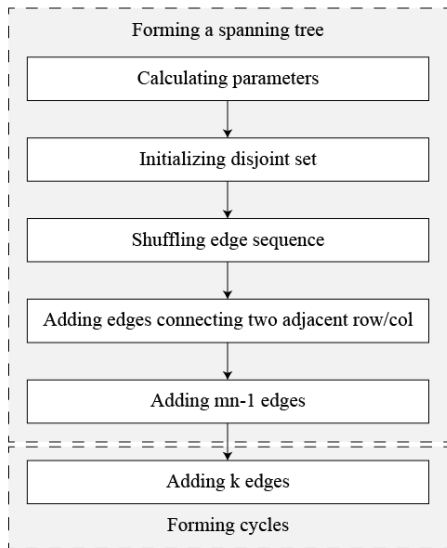 Forming a spanning tree
Calculating parameters
Initializing disjoint set
Shuffling edge sequence
Adding edges connecting two adjacent row/col
Adding mn-1 edges
Adding k edges
Forming cycles